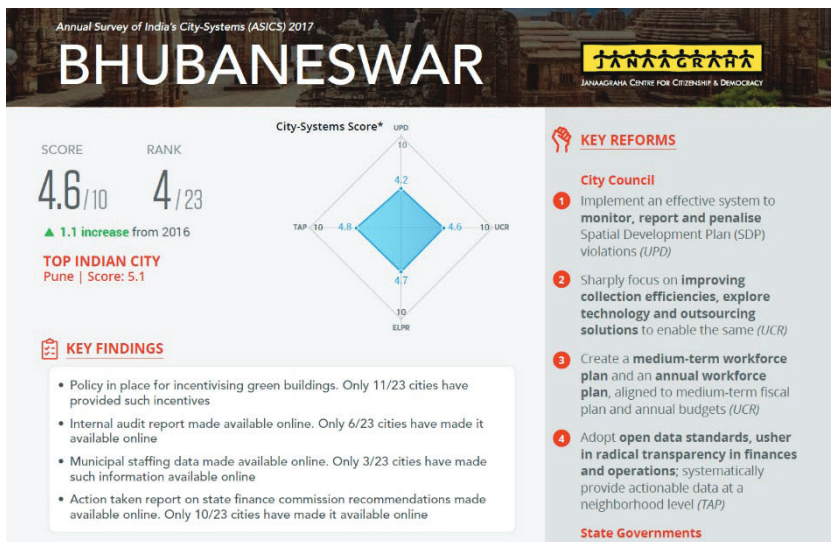 Annual Survey of India's City-Systems (ASICS) 2017
BHUBANESWAR
JANAAGRAHA
JANAAGRAHA CENTRE FOR CITIZENSHIP & DEMOCRACY
SCORE
4.6/10
RANK
4/23
▲ 1.1 increase from 2016
TOP INDIAN CITY
Pune | Score: 5.1
City-Systems Score*
UPD
10
4.2
TAP 10 4.8
4.6 10 UCR
4.7
10
ELPR
KEY FINDINGS
• Policy in place for incentivising green buildings. Only 11/23 cities have
provided such incentives
• Internal audit report made available online. Only 6/23 cities have made it
available online
• Municipal staffing data made available online. Only 3/23 cities have made
such information available online
• Action taken report on state finance commission recommendations made
available online. Only 10/23 cities have made it available online
KEY REFORMS
City Council
1 Implement an effective system to
monitor, report and penalise
Spatial Development Plan (SDP)
violations (UPD)
2 Sharply focus on improving
collection efficiencies, explore
technology and outsourcing
solutions to enable the same (UCR)
3 Create a medium-term workforce
plan and an annual workforce
plan, aligned to medium-term fiscal
plan and annual budgets (UCR)
4 Adopt open data standards, usher
in radical transparency in finances
and operations; systematically
provide actionable data at a
neighborhood level (TAP)
State Governments